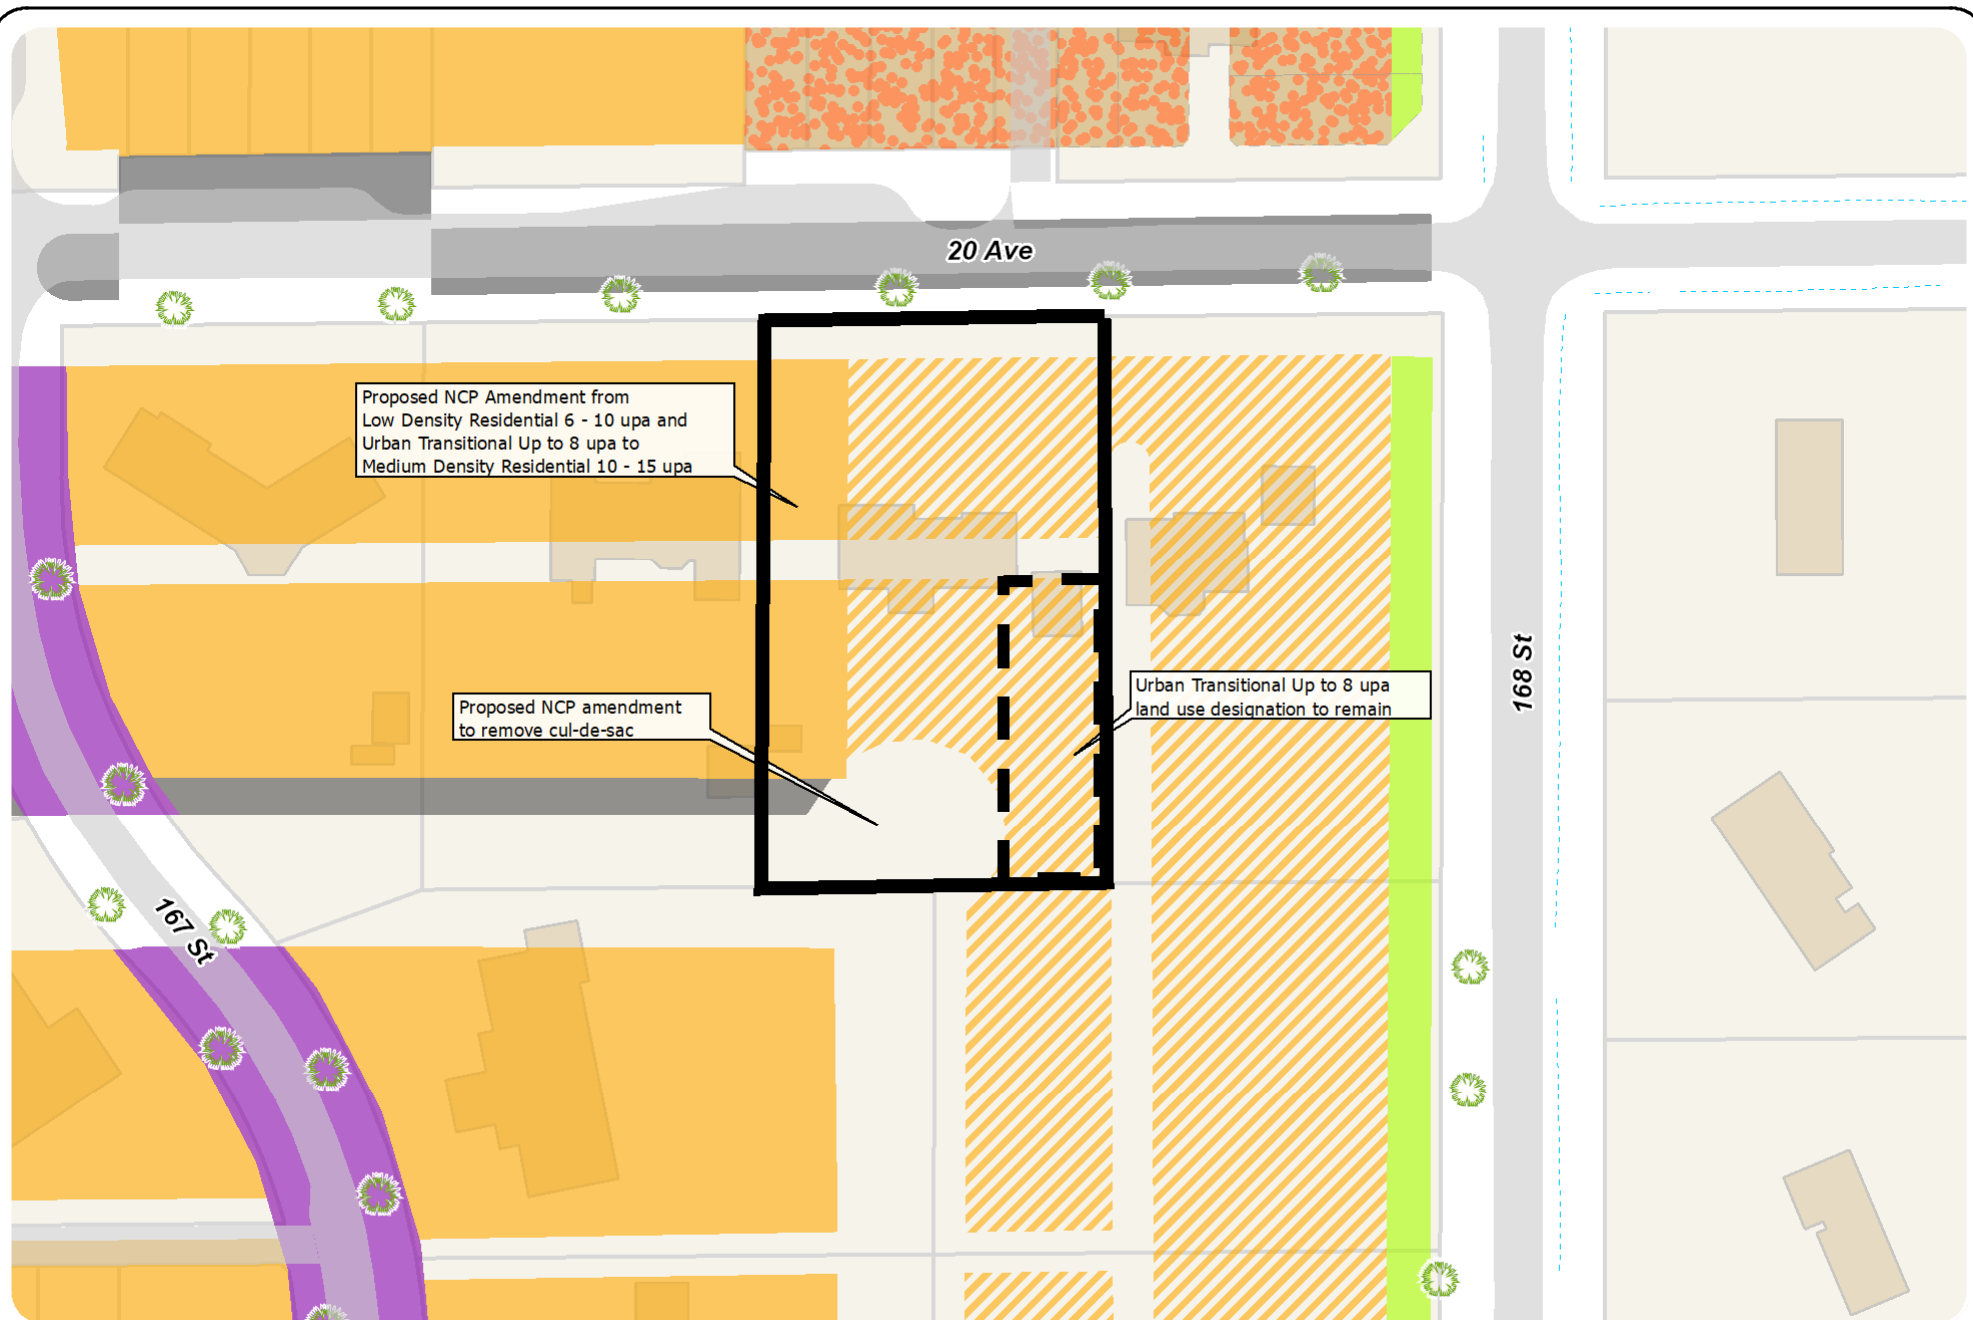 20 Ave
Proposed NCP Amendment from
Low Density Residential 6 - 10 upa and
Urban Transitional Up to 8 upa to
Medium Density Residential 10 - 15 upa
168 St
Urban Transitional Up to 8 upa
land use designation to remain
Proposed NCP amendment
to remove cul-de-sac
167 St